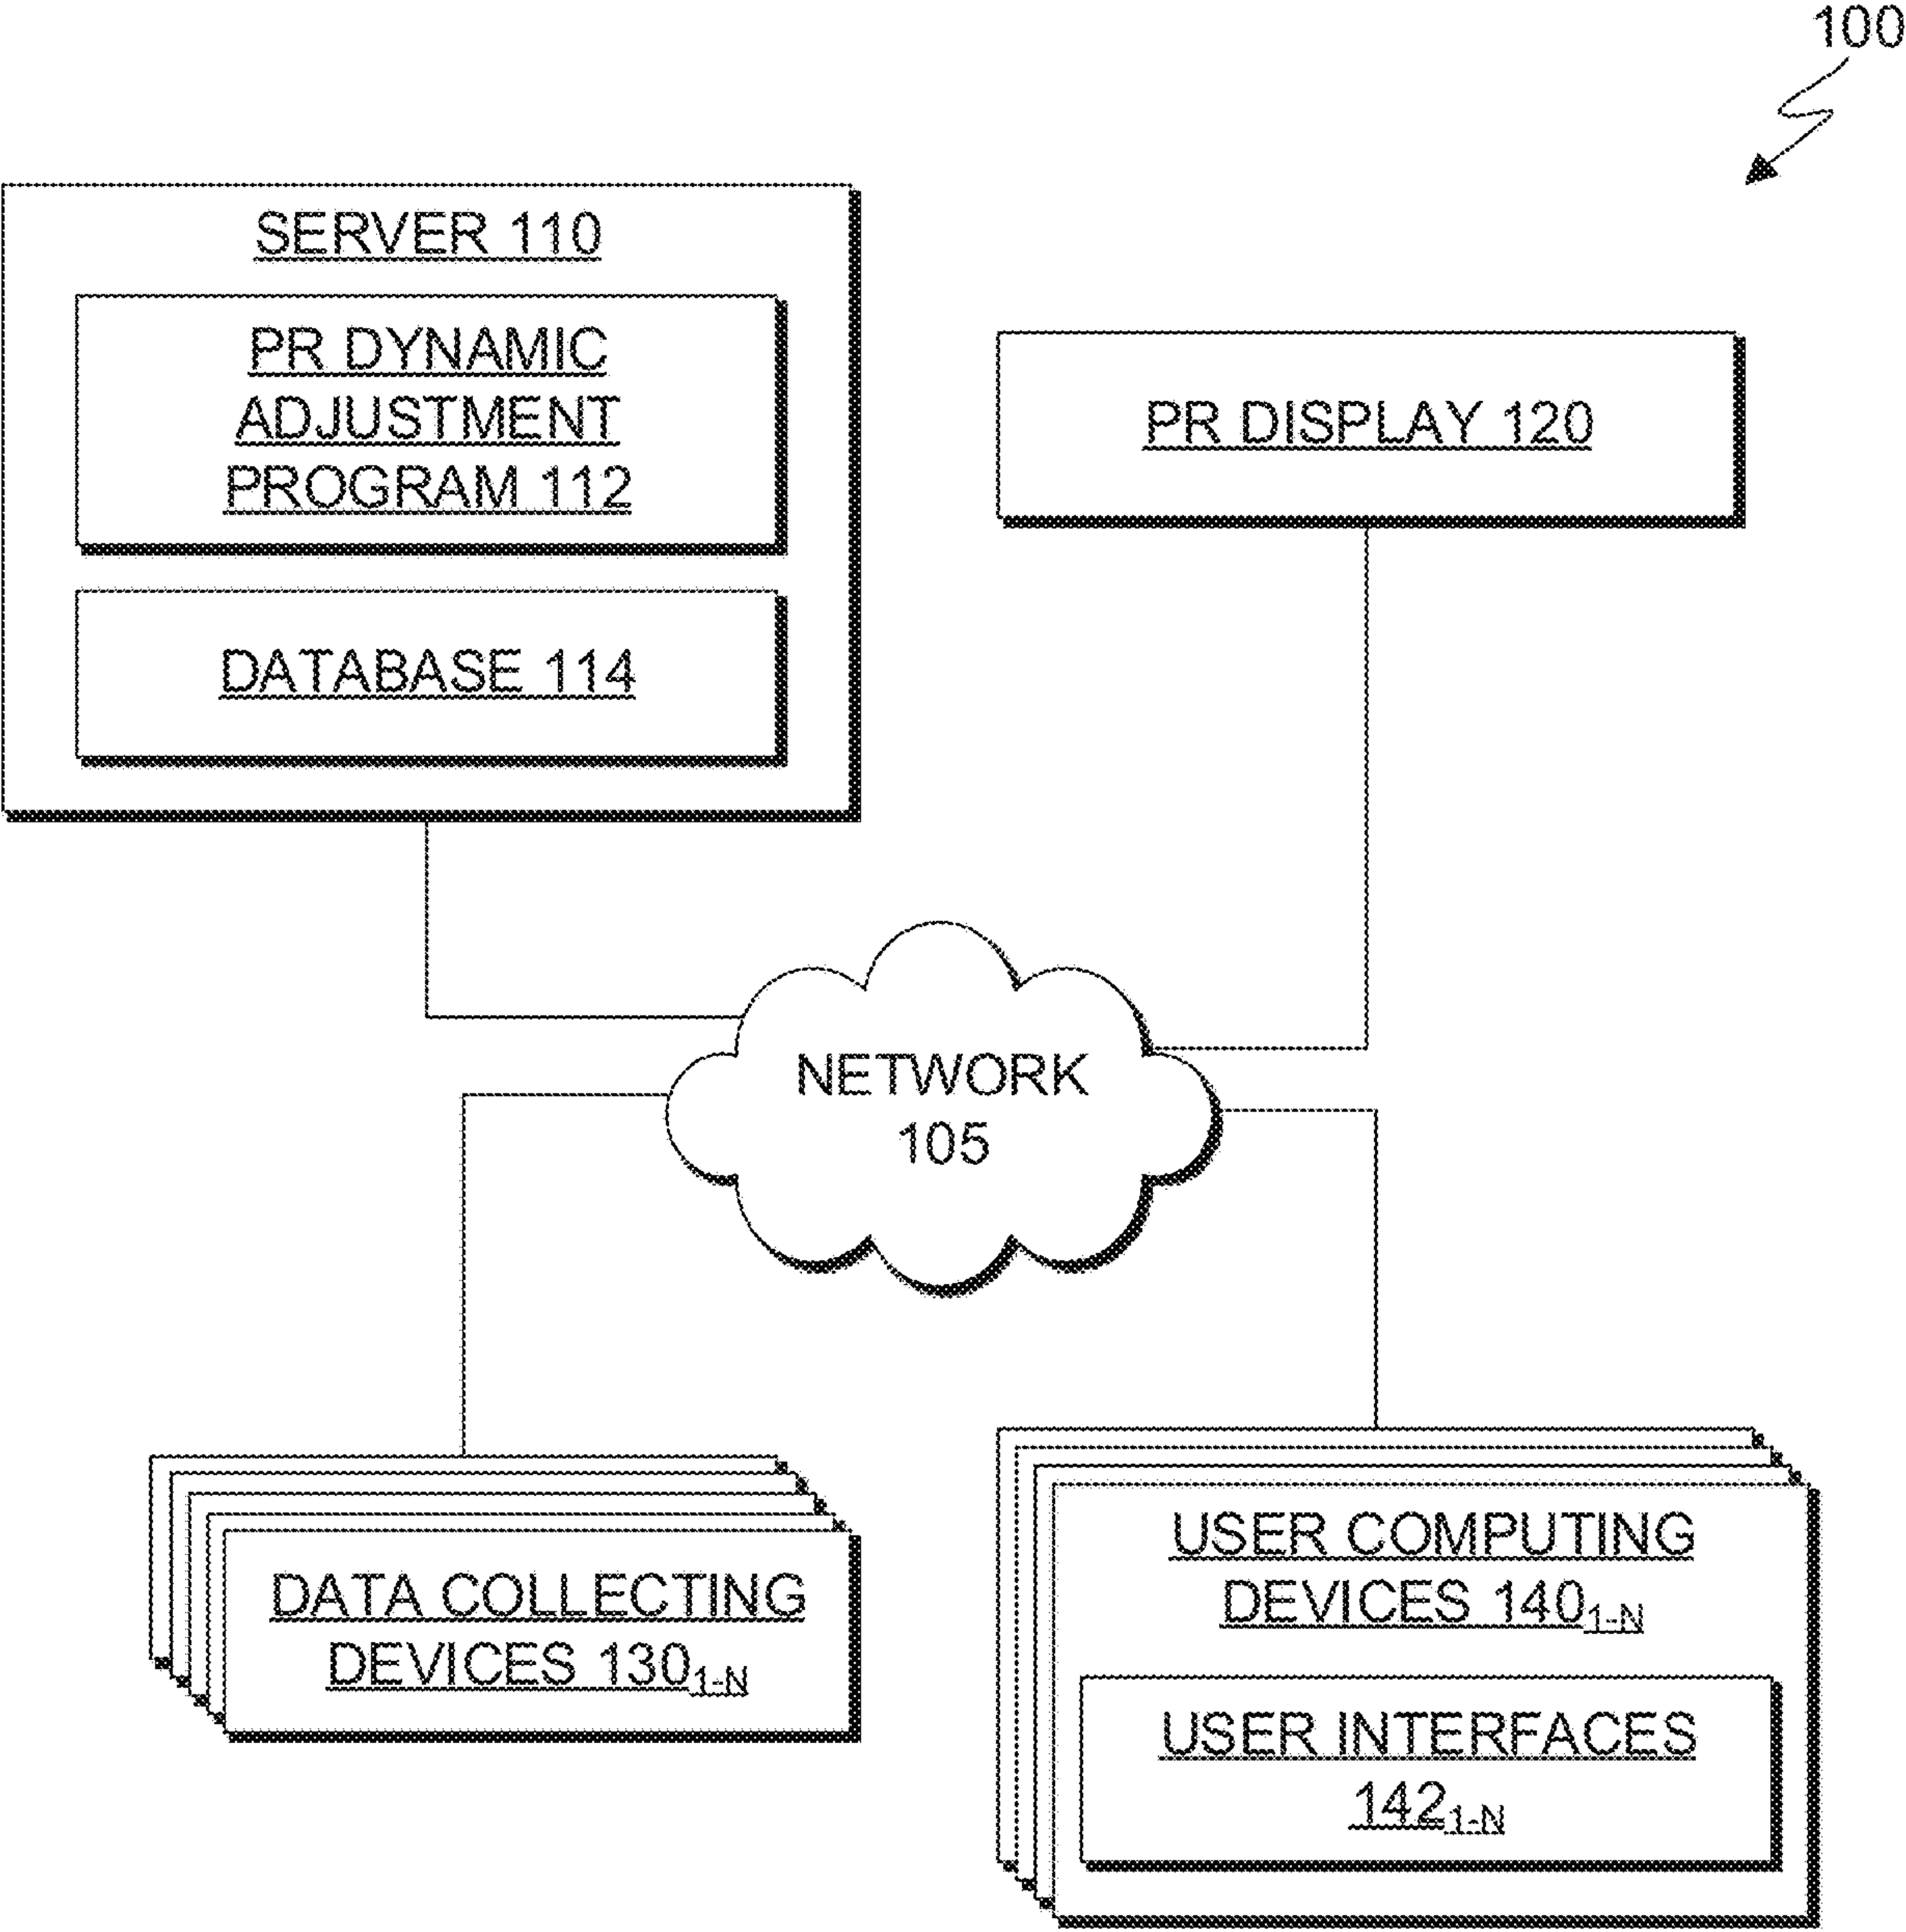 100
SERVER 110
PR DYNAMIC
ADJUSTMENT
PROGRAM 112
DATABASE 114
PR DISPLAY 120
NETWORK
105
DATA COLLECTING
DEVICES 130₁₋N
USER COMPUTING
DEVICES 140₁₋N
USER INTERFACES
142₁₋N